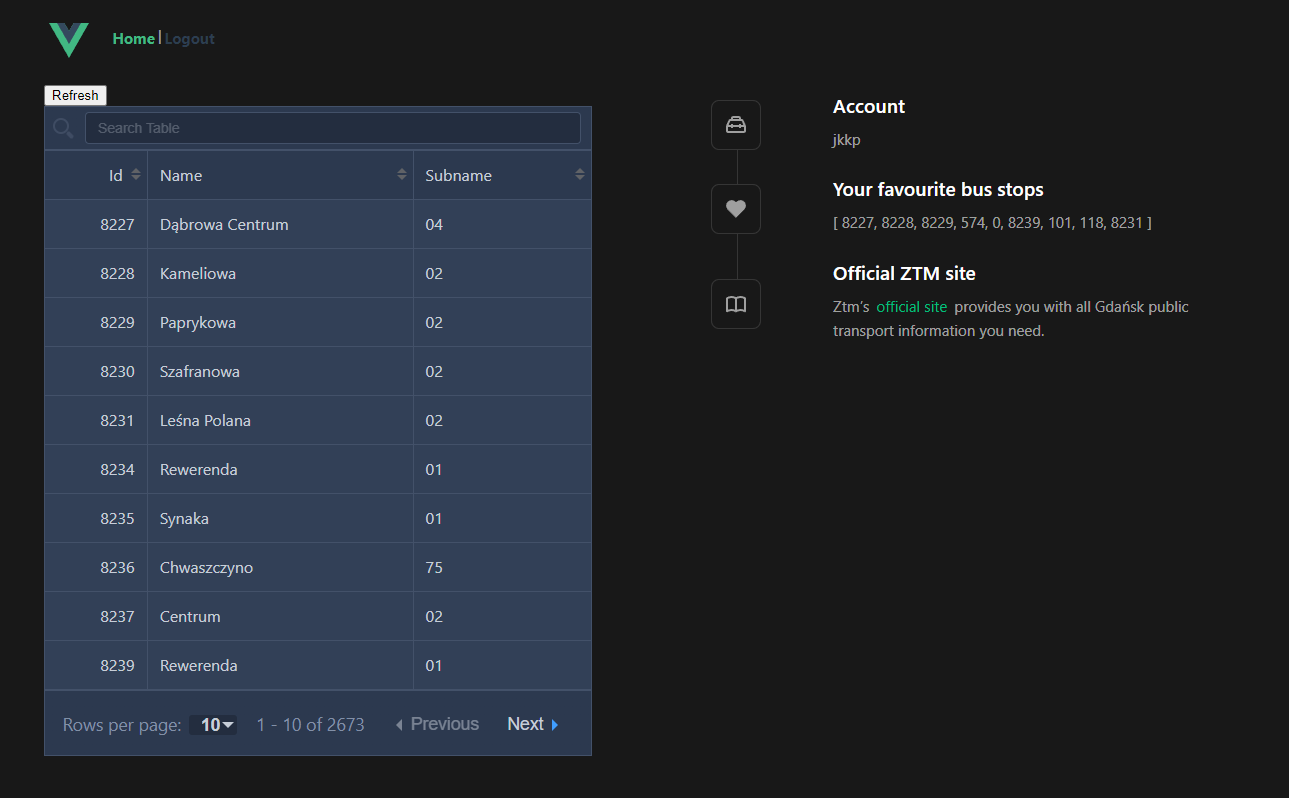 Home | Logout
Refresh
Search Table
Id Name Subname
8227 Dąbrowa Centrum 04
8228 Kameliowa 02
8229 Paprykowa 02
8230 Szafranowa 02
8231 Leśna Polana 02
8234 Rewerenda 01
8235 Synaka 01
8236 Chwaszczyno 75
8237 Centrum 02
8239 Rewerenda 01
Rows per page: 10 1 - 10 of 2673 Previous Next
Account
jkkp
Your favourite bus stops
[ 8227, 8228, 8229, 574, 0, 8239, 101, 118, 8231 ]
Official ZTM site
Ztm's official site provides you with all Gdańsk public
transport information you need.